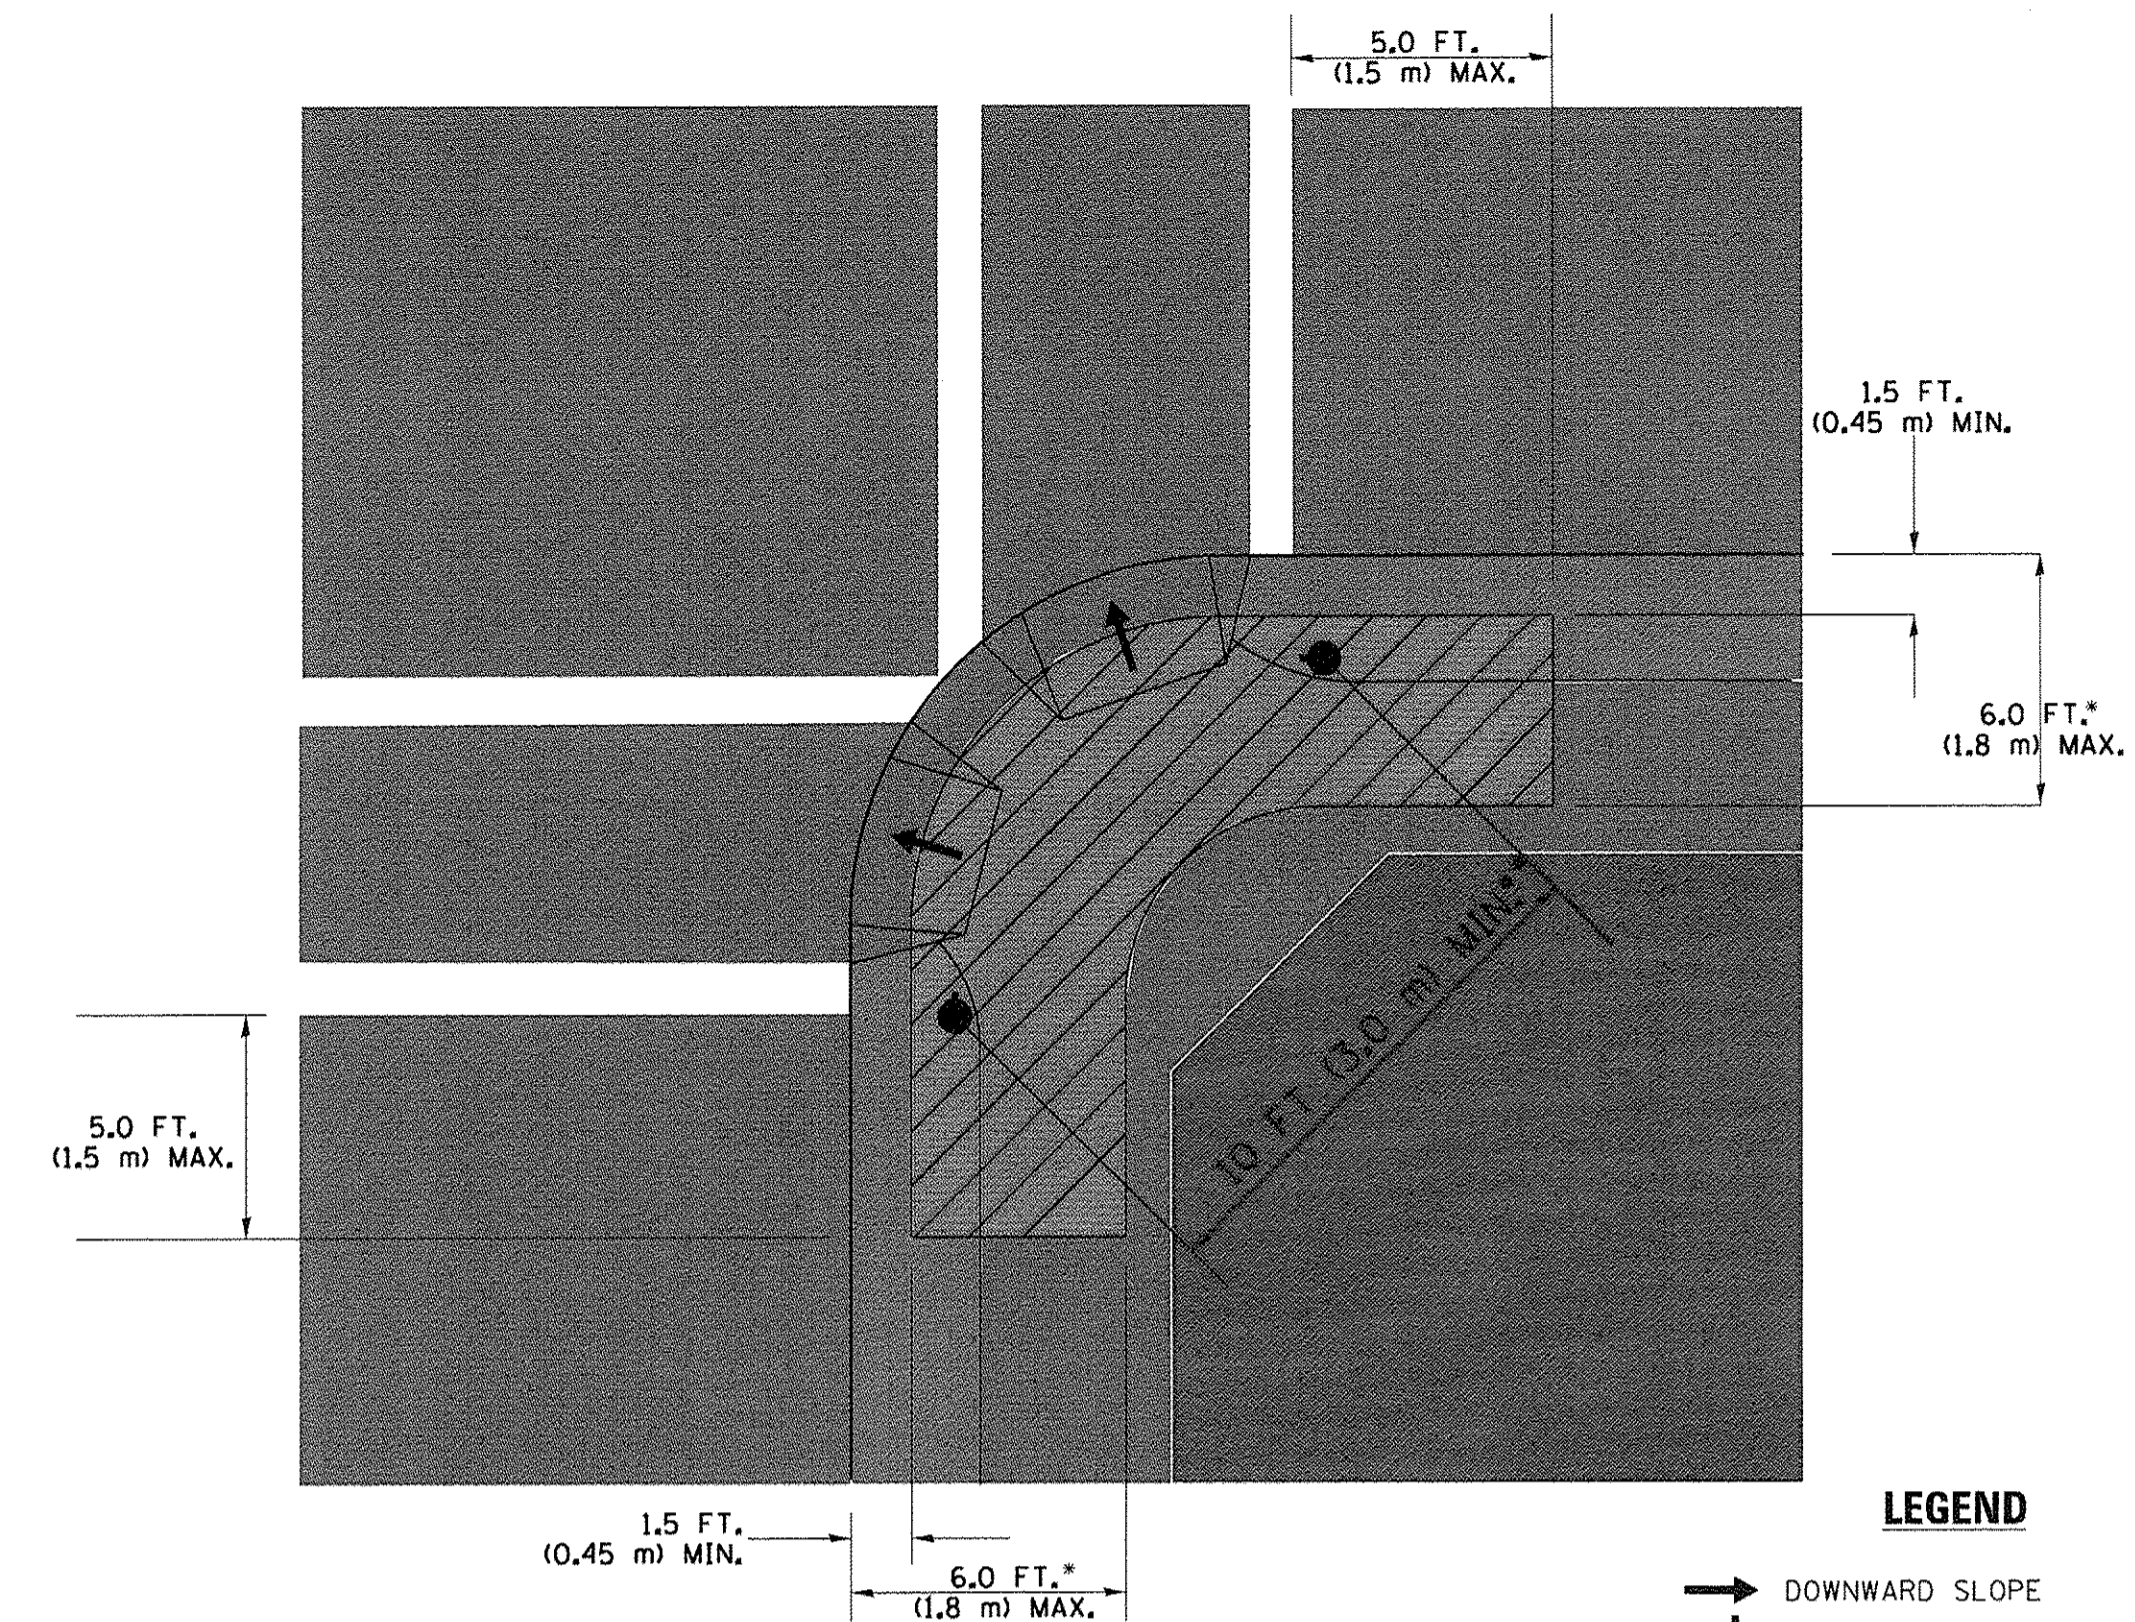 5.0 FT.
(1.5 m) MAX.
1.5 FT.
(0.45 m) MIN.
6.0 FT.*
(1.8 m) MAX.
10 FT (3.0 m) MIN.**
5.0 FT.
(1.5 m) MAX.
1.5 FT.
(0.45 m) MIN.
6.0 FT.*
(1.8 m) MAX.
LEGEND
DOWNWARD SLOPE